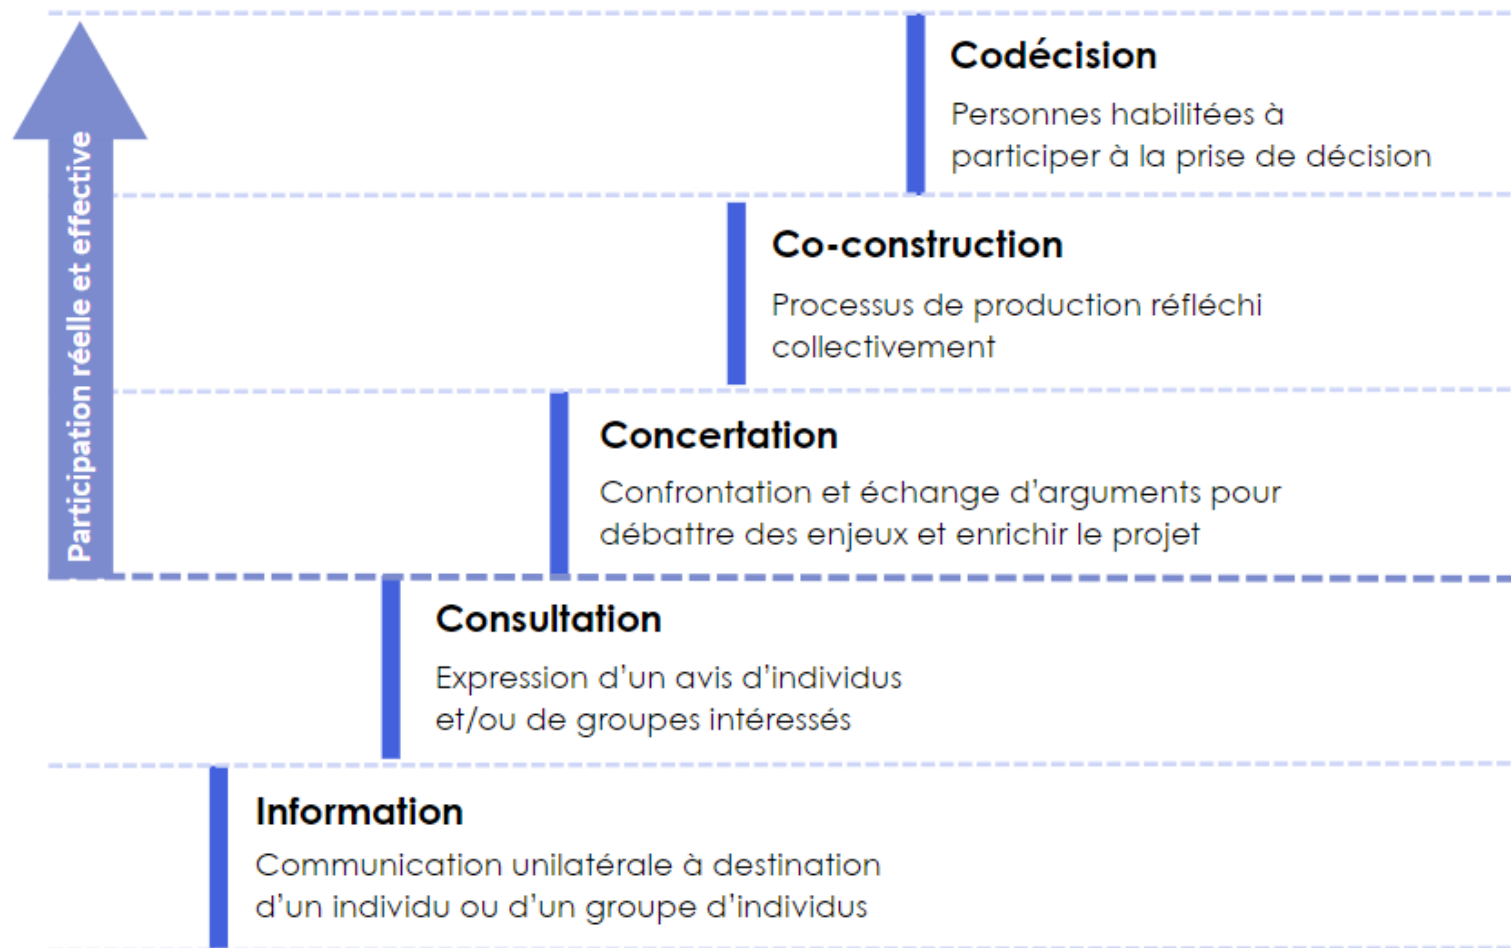 Codécision
Personnes habilitées à
participer à la prise de décision
Co-construction
Processus de production réfléchi
collectivement
Concertation
Confrontation et échange d'arguments pour
débattre des enjeux et enrichir le projet
Consultation
Expression d'un avis d'individus
et/ou de groupes intéressés
Information
Communication unilatérale à destination
d'un individu ou d'un groupe d'individus
Participation réelle et effective